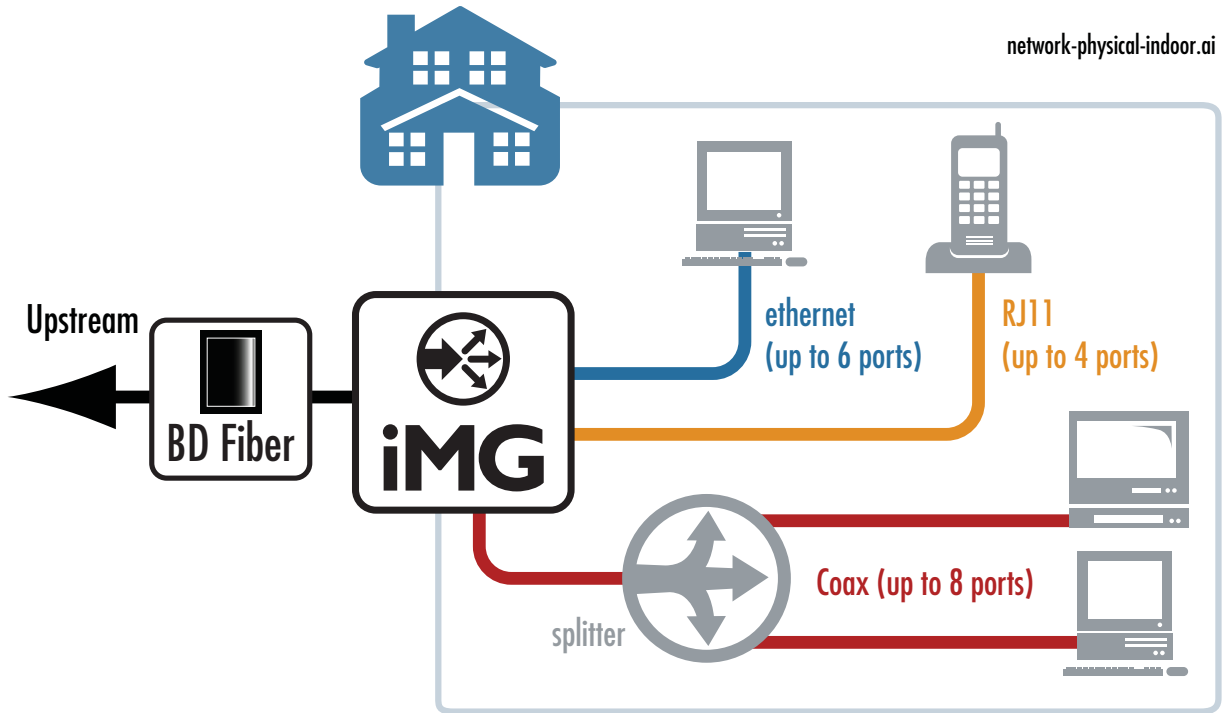 network-physical-indoor.ai
Upstream
BD Fiber
iMG
ethernet
(up to 6 ports)
RJ11
(up to 4 ports)
splitter
Coax (up to 8 ports)